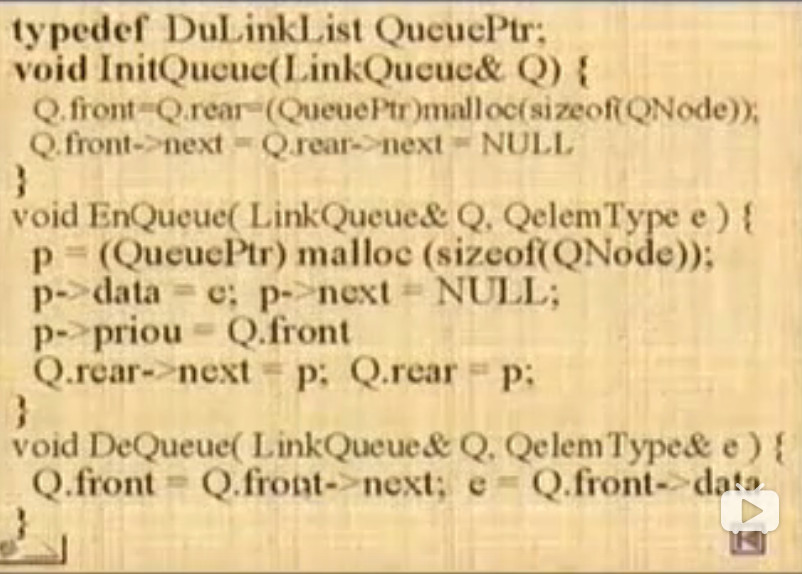 typedef DuLinkList QueuePtr;
void InitQueue(LinkQueue& Q) {
Q.front=Q.rear=(QueuePtr)malloc(sizeof(QNode));
Q.front->next = Q.rear->next = NULL
}
void EnQueue( LinkQueue& Q, QelemType e ) {
p = (QueuePtr) malloc (sizeof(QNode));
p->data = e; p->next = NULL;
p->priou = Q.front
Q.rear->next = p; Q.rear = p;
}
void DeQueue( LinkQueue& Q, QelemType& e ) {
Q.front = Q.front->next; e = Q.front->data
}